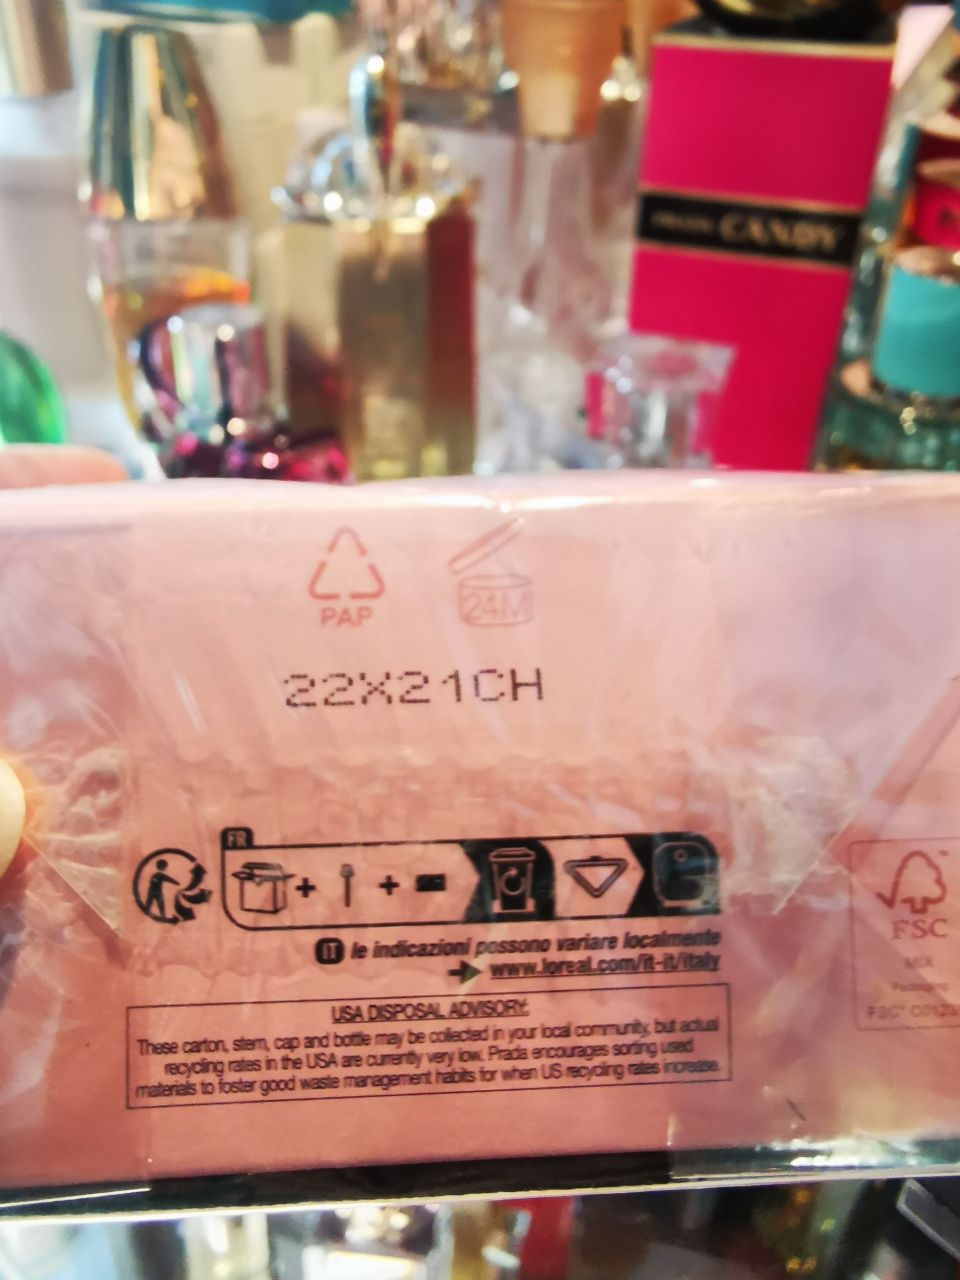 CANDY
PAP
24M
22X21CH
FR
IT le indicazioni possono variare localmente
www.loreal.com/it-it/italy
FSC
MIX
Packaging
USA DISPOSAL ADVISORY:
These carton, stem, cap and bottle may be collected in your local community, but actual
recycling rates in the USA are currently very low. Prada encourages sorting used
materials to foster good waste management habits for when US recycling rates increase.